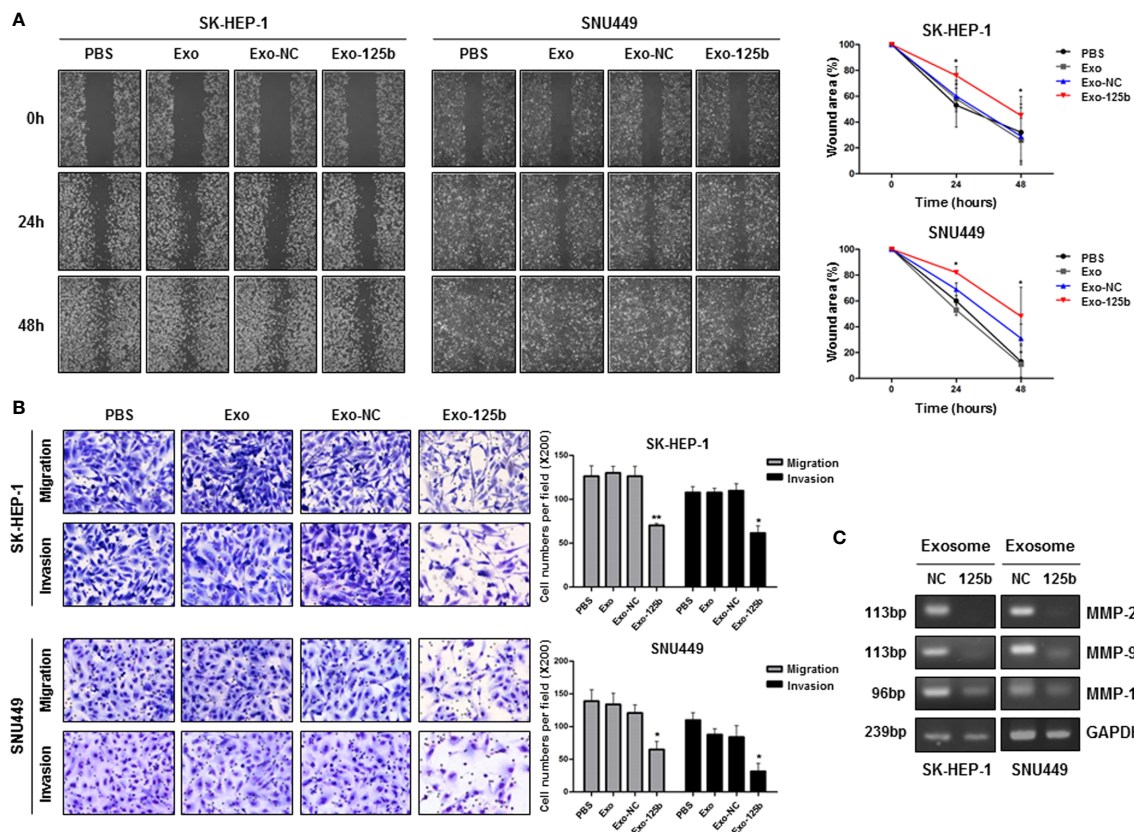 A
SK-HEP-1
SNU449
PBS Exo Exo-NC Exo-125b
PBS Exo Exo-NC Exo-125b
0h
24h
48h
SK-HEP-1
Wound area (%)
100
80
60
40
20
0
* *
0 24 48
Time (hours)
PBS
Exo
Exo-NC
Exo-125b
SNU449
Wound area (%)
100
80
60
40
20
0
* *
0 24 48
Time (hours)
PBS
Exo
Exo-NC
Exo-125b
B
PBS Exo Exo-NC Exo-125b
SK-HEP-1
Migration
Invasion
SNU449
Migration
Invasion
SK-HEP-1
Cell numbers per field (X200)
150
100
50
0
** *
Migration
Invasion
PBS Exo Exo-NC Exo-125b PBS Exo Exo-NC Exo-125b
SNU449
Cell numbers per field (X200)
200
150
100
50
0
* *
Migration
Invasion
PBS Exo Exo-NC Exo-125b PBS Exo Exo-NC Exo-125b
C
Exosome Exosome
NC 125b NC 125b
113bp MMP-2
113bp MMP-9
96bp MMP-1
239bp GAPDH
SK-HEP-1 SNU449